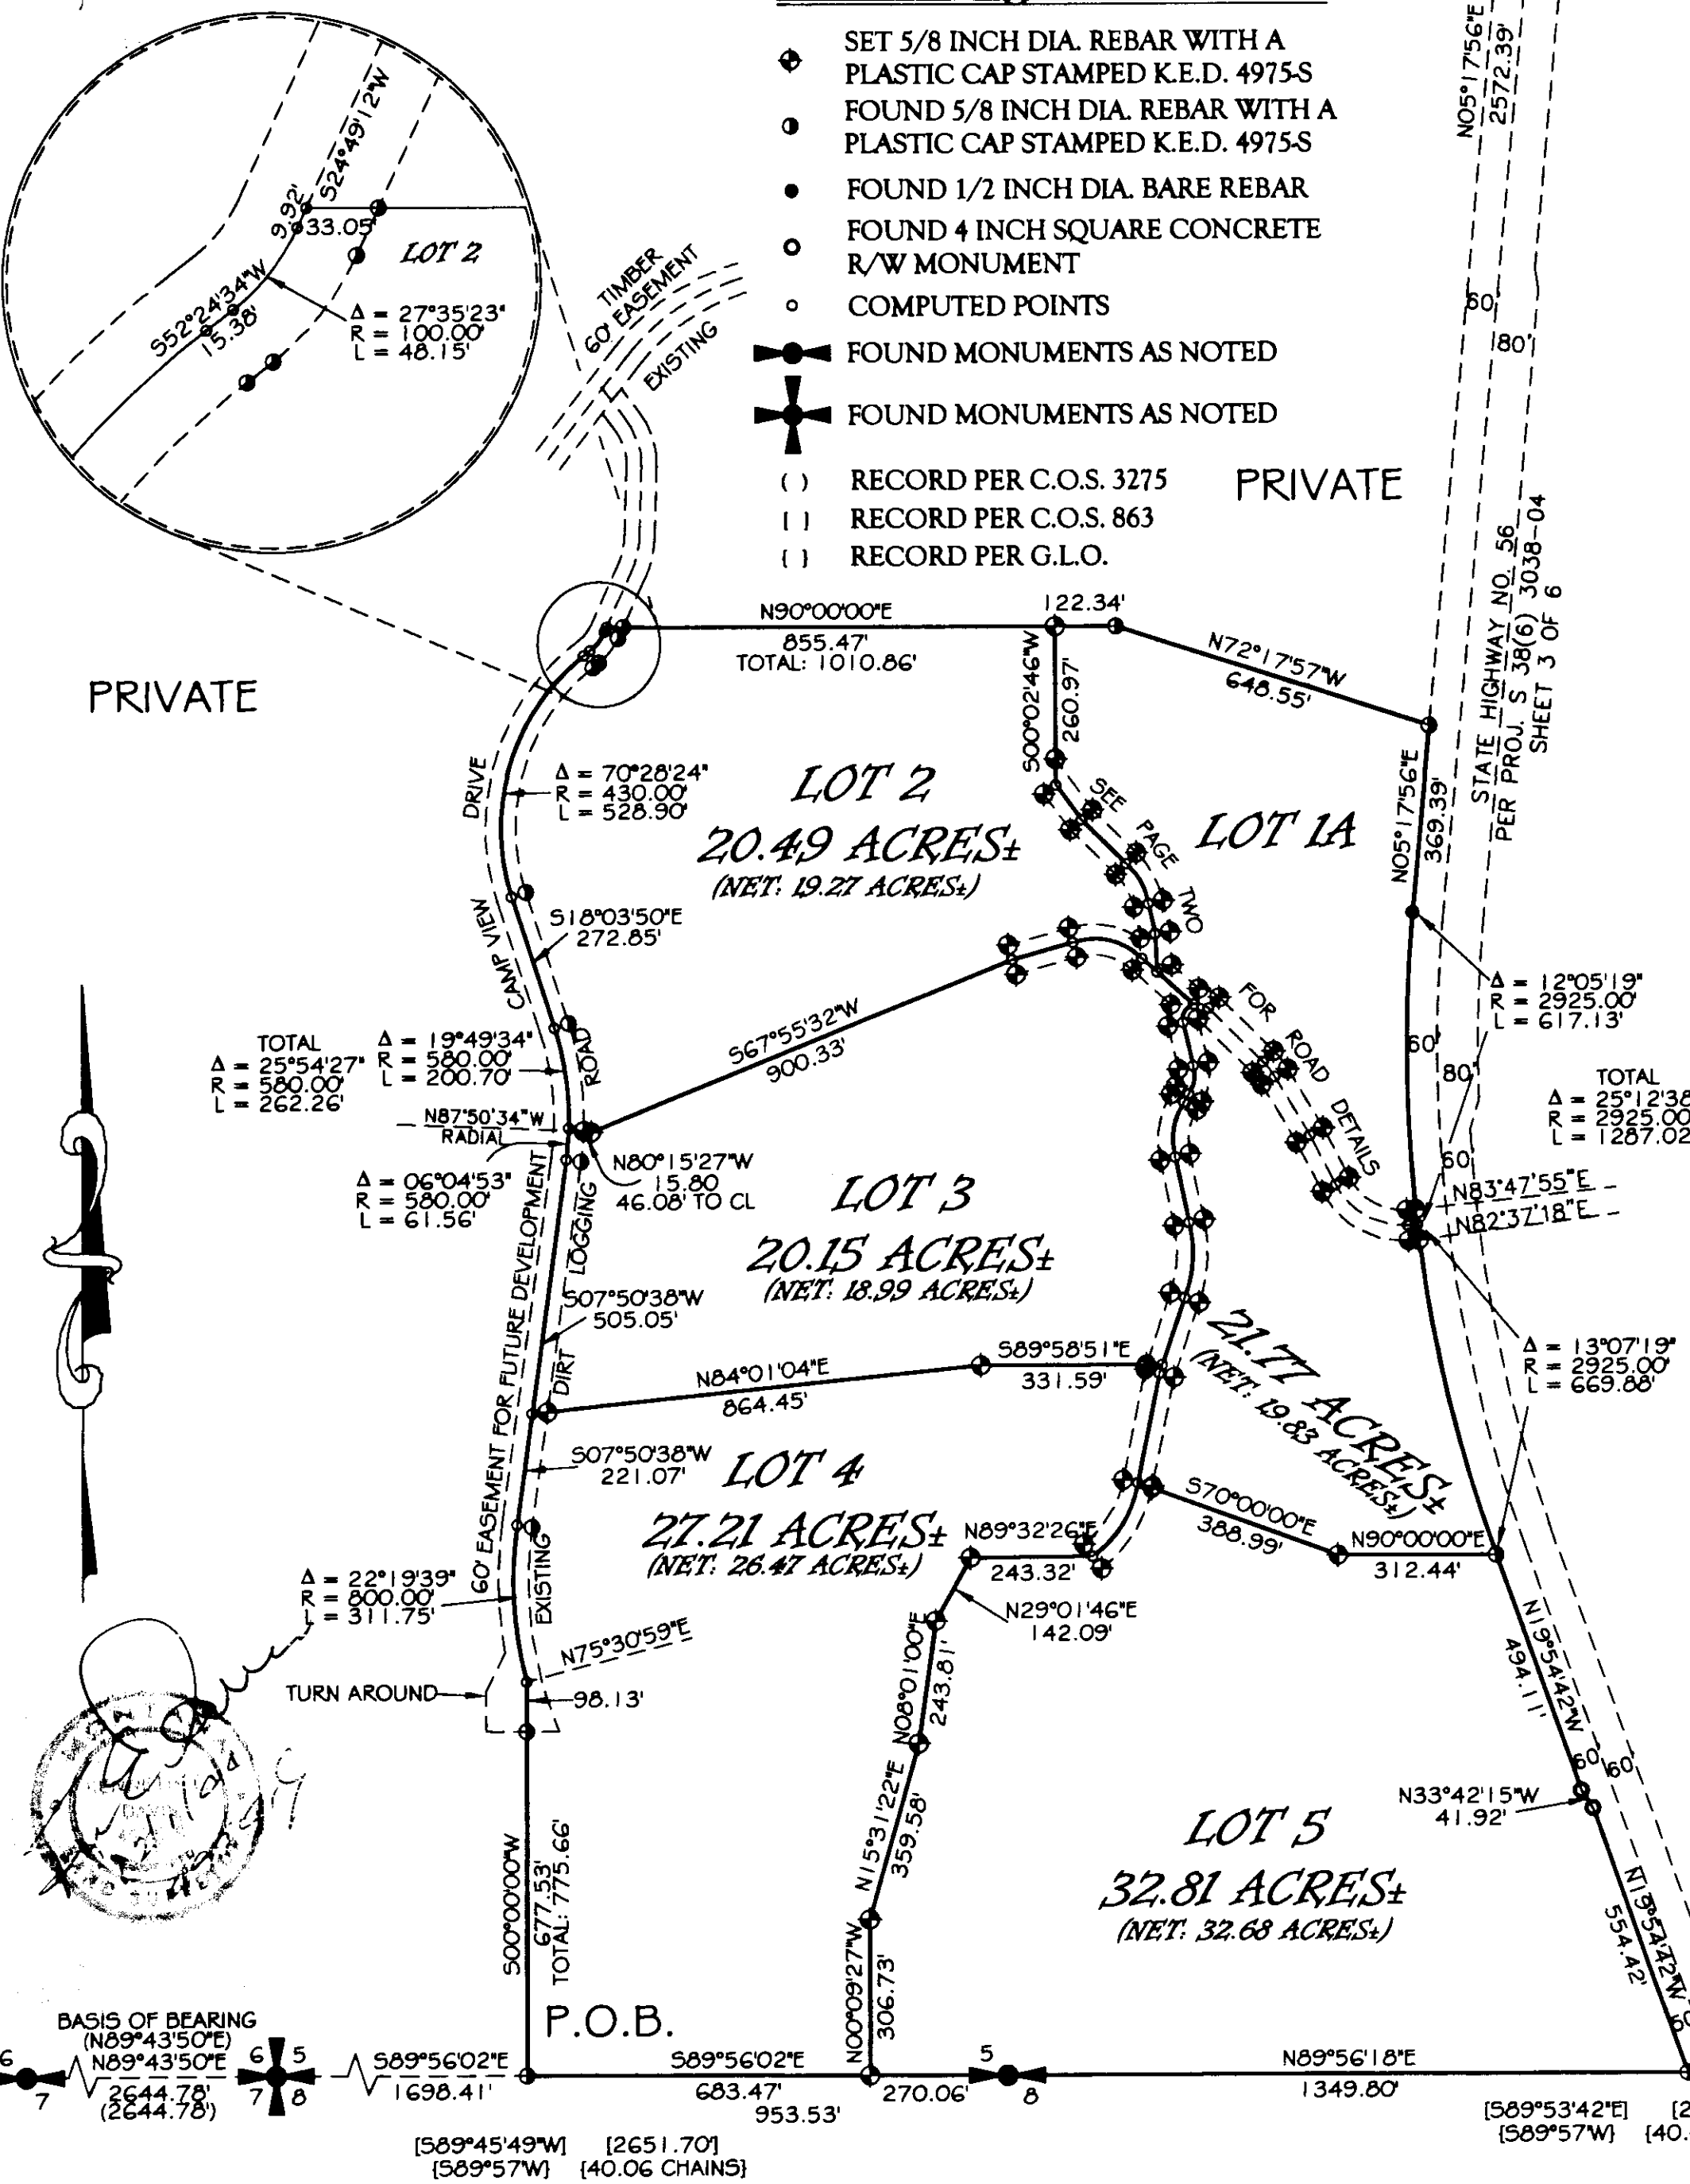 SET 5/8 INCH DIA. REBAR WITH A
PLASTIC CAP STAMPED K.E.D. 4975-S
FOUND 5/8 INCH DIA. REBAR WITH A
PLASTIC CAP STAMPED K.E.D. 4975-S
FOUND 1/2 INCH DIA. BARE REBAR
FOUND 4 INCH SQUARE CONCRETE
R/W MONUMENT
COMPUTED POINTS
FOUND MONUMENTS AS NOTED
FOUND MONUMENTS AS NOTED
( ) RECORD PER C.O.S. 3275
[ ] RECORD PER C.O.S. 863
{ } RECORD PER G.L.O.
S24°49'12"W
9.92'
33.05'
LOT 2
S52°24'34"W
15.38'
Δ = 27°35'23"
R = 100.00'
L = 48.15'
TIMBER
60' EASEMENT
EXISTING
N05°17'56"E
2572.39'
60'
80'
PRIVATE
STATE HIGHWAY NO. 56
PER PROJ. S 38(6) 3038-04
SHEET 3 OF 6
PRIVATE
N90°00'00"E
855.47'
TOTAL: 1010.86'
122.34'
N72°17'57"W
648.55'
S00°02'46"W
260.97'
N05°17'56"E
369.39'
DRIVE
CAMP VIEW
Δ = 70°28'24"
R = 430.00'
L = 528.90'
LOT 2
20.49 ACRES±
(NET: 19.27 ACRES±)
SEE PAGE TWO
FOR ROAD DETAILS
LOT 1A
S18°03'50"E
272.85'
Δ = 12°05'19"
R = 2925.00'
L = 617.13'
60'
80'
60'
TOTAL
Δ = 25°54'27"
R = 580.00'
L = 262.26'
Δ = 19°49'34"
R = 580.00'
L = 200.70'
ROAD
S67°55'32"W
900.33'
TOTAL
Δ = 25°12'38
R = 2925.00
L = 1287.02
N87°50'34"W
RADIAL
N80°15'27"W
15.80
46.08' TO CL
Δ = 06°04'53"
R = 580.00'
L = 61.56'
N83°47'55"E
N82°37'18"E
LOT 3
20.15 ACRES±
(NET: 18.99 ACRES±)
60' EASEMENT FOR FUTURE DEVELOPMENT
EXISTING DIRT LOGGING
S07°50'38"W
505.05'
N84°01'04"E
864.45'
S89°58'51"E
331.59'
21.77 ACRES±
(NET: 19.83 ACRES±)
Δ = 13°07'19"
R = 2925.00'
L = 669.88'
S07°50'38"W
221.07'
LOT 4
27.21 ACRES±
(NET: 26.47 ACRES±)
S70°00'00"E
388.99'
N89°32'26"E
243.32'
N90°00'00"E
312.44'
Δ = 22°19'39"
R = 800.00'
L = 311.75'
N29°01'46"E
142.09'
N75°30'59"E
TURN AROUND
98.13'
N08°01'00"E
243.81'
N19°54'42"W
494.11'
60'
60'
N33°42'15"W
41.92'
N15°31'22"E
359.58'
LOT 5
32.81 ACRES±
(NET: 32.68 ACRES±)
S00°00'00"W
677.53'
TOTAL: 775.66'
N00°09'27"W
306.73'
N19°54'42"W
554.42'
P.O.B.
BASIS OF BEARING
(N89°43'50"E)
N89°43'50"E
2644.78'
(2644.78')
6
7
6 5
7 8
S89°56'02"E
1698.41'
S89°56'02"E
683.47'
953.53'
270.06'
5
8
N89°56'18"E
1349.80'
[S89°45'49"W] [2651.70']
{S89°57'W} {40.06 CHAINS}
[S89°53'42"E] [2
{S89°57'W} {40.